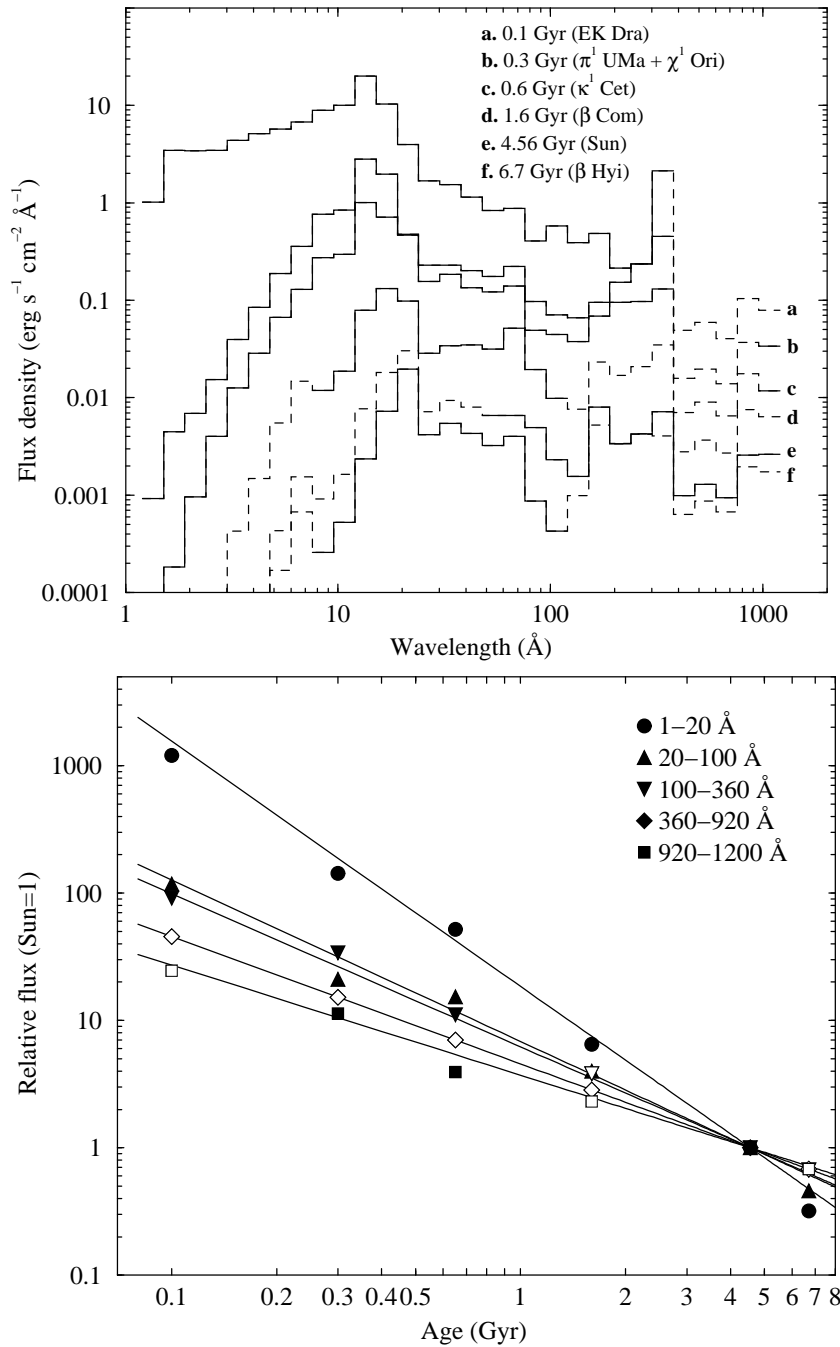 a. 0.1 Gyr (EK Dra)
b. 0.3 Gyr (π¹ UMa + χ¹ Ori)
c. 0.6 Gyr (κ¹ Cet)
d. 1.6 Gyr (β Com)
e. 4.56 Gyr (Sun)
f. 6.7 Gyr (β Hyi)
10
1
0.1
0.01
0.001
0.0001
Flux density (erg s⁻¹ cm⁻² Å⁻¹)
a
b
c
d
e
f
1 10 100 1000
Wavelength (Å)
1–20 Å
20–100 Å
100–360 Å
360–920 Å
920–1200 Å
1000
100
10
1
0.1
Relative flux (Sun=1)
0.1 0.2 0.3 0.4 0.5 1 2 3 4 5 6 7 8
Age (Gyr)